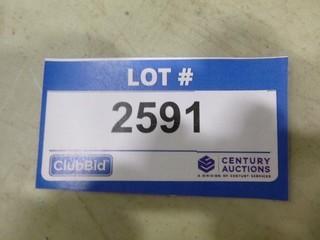 LOT #
2591
ClubBid
CENTURY
AUCTIONS
A DIVISION OF CENTURY SERVICES